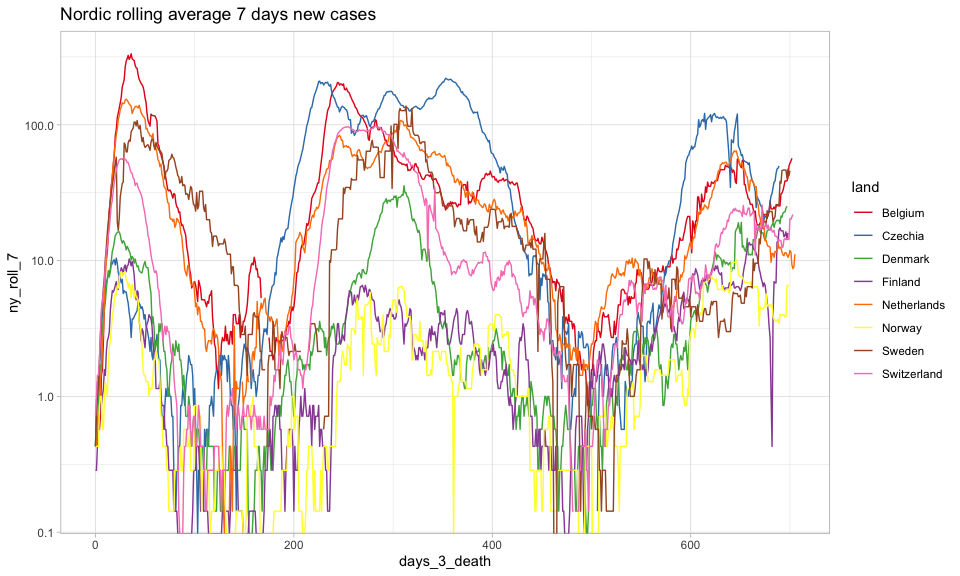 Nordic rolling average 7 days new cases
ny_roll_7
100.0
10.0
1.0
0.1
0
200
400
600
days_3_death
land
Belgium
Czechia
Denmark
Finland
Netherlands
Norway
Sweden
Switzerland